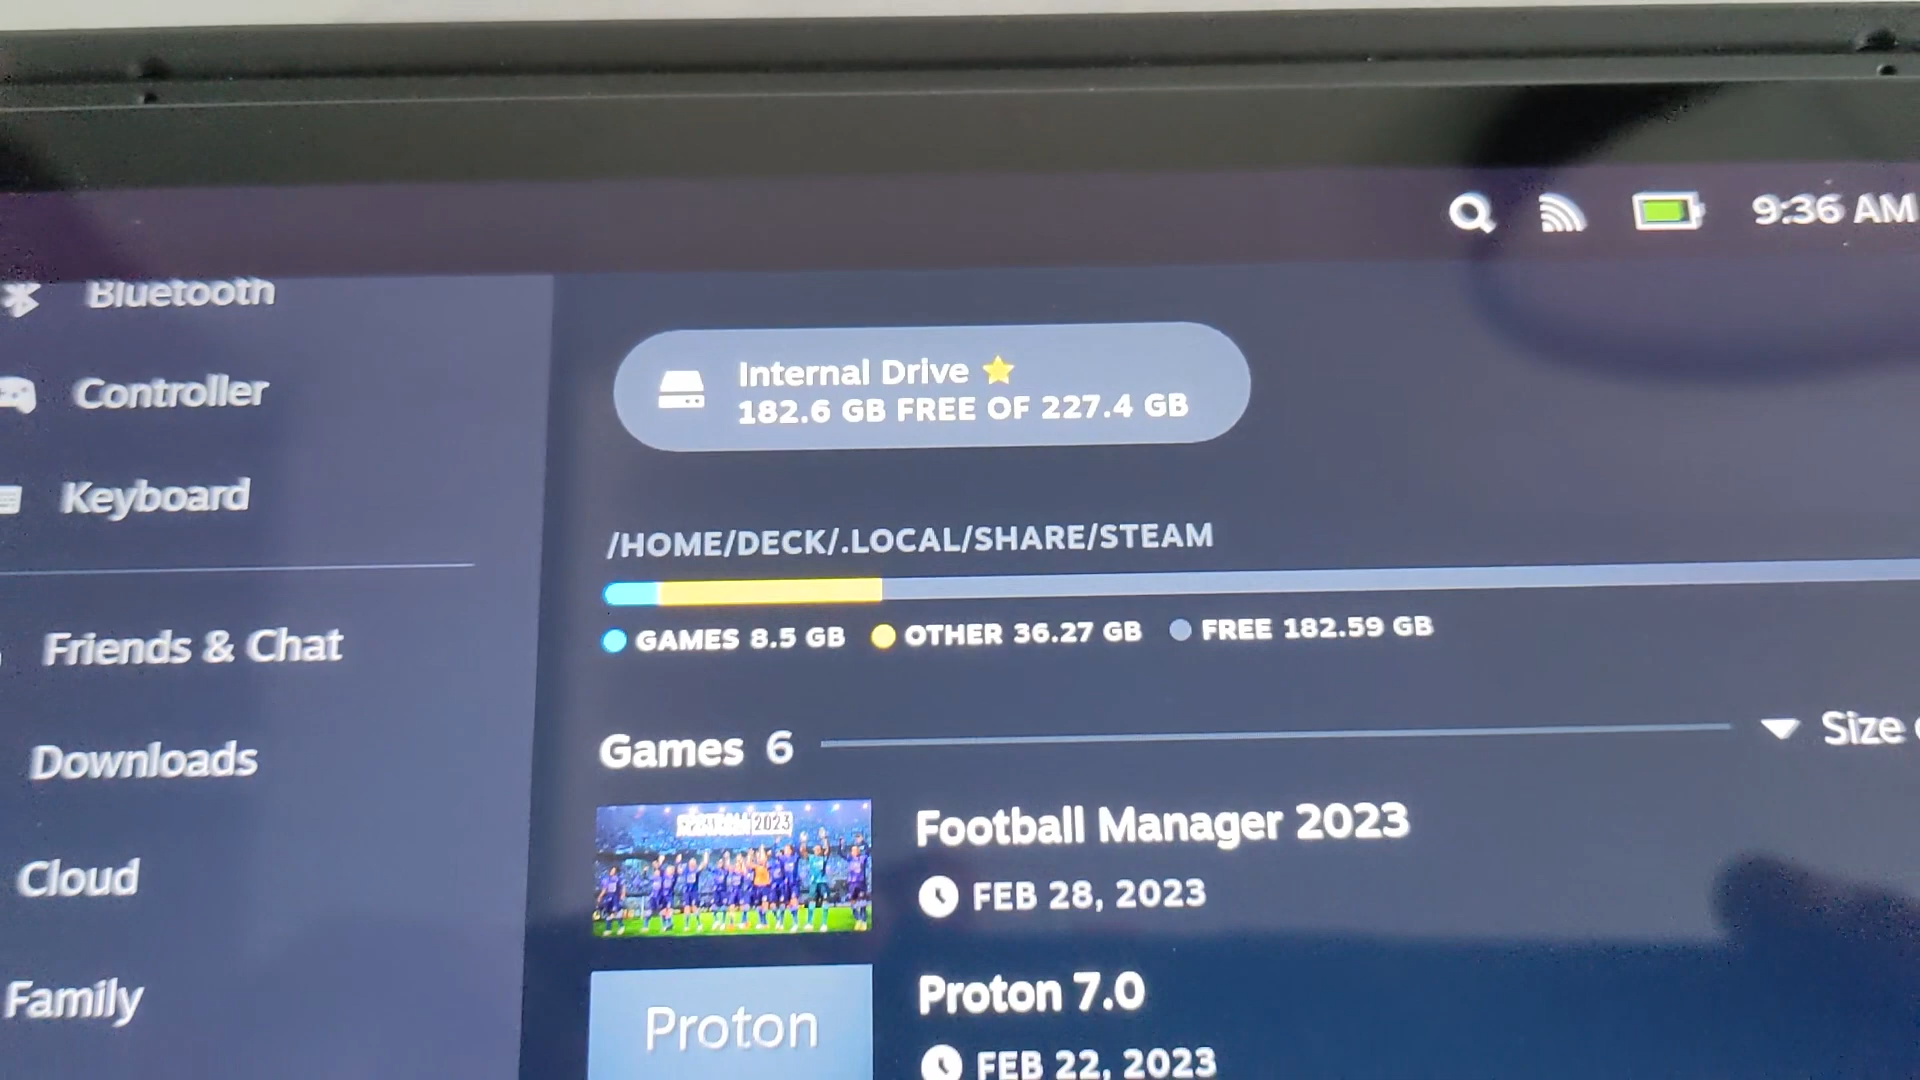 9:36 AM
Bluetooth
Controller
Keyboard
Friends & Chat
Downloads
Cloud
Family
Internal Drive
182.6 GB FREE OF 227.4 GB
/HOME/DECK/.LOCAL/SHARE/STEAM
GAMES 8.5 GB OTHER 36.27 GB FREE 182.59 GB
Games 6
Size
2023
Football Manager 2023
FEB 28, 2023
Proton
Proton 7.0
FEB 22, 2023